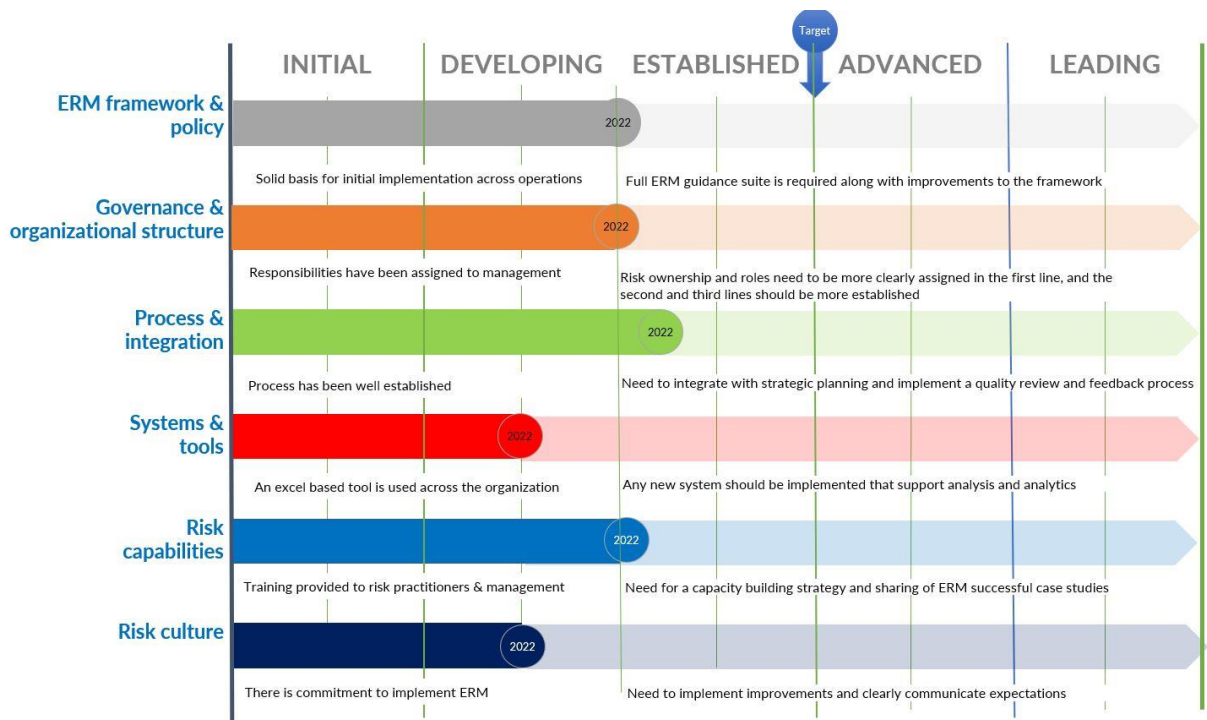 Target
INITIAL
DEVELOPING
ESTABLISHED
ADVANCED
LEADING
ERM framework &
policy
2022
Solid basis for initial implementation across operations
Full ERM guidance suite is required along with improvements to the framework
Governance &
organizational structure
2022
Responsibilities have been assigned to management
Risk ownership and roles need to be more clearly assigned in the first line, and the
second and third lines should be more established
Process &
integration
2022
Process has been well established
Need to integrate with strategic planning and implement a quality review and feedback process
Systems &
tools
2022
An excel based tool is used across the organization
Any new system should be implemented that support analysis and analytics
Risk
capabilities
2022
Training provided to risk practitioners & management
Need for a capacity building strategy and sharing of ERM successful case studies
Risk culture
2022
There is commitment to implement ERM
Need to implement improvements and clearly communicate expectations